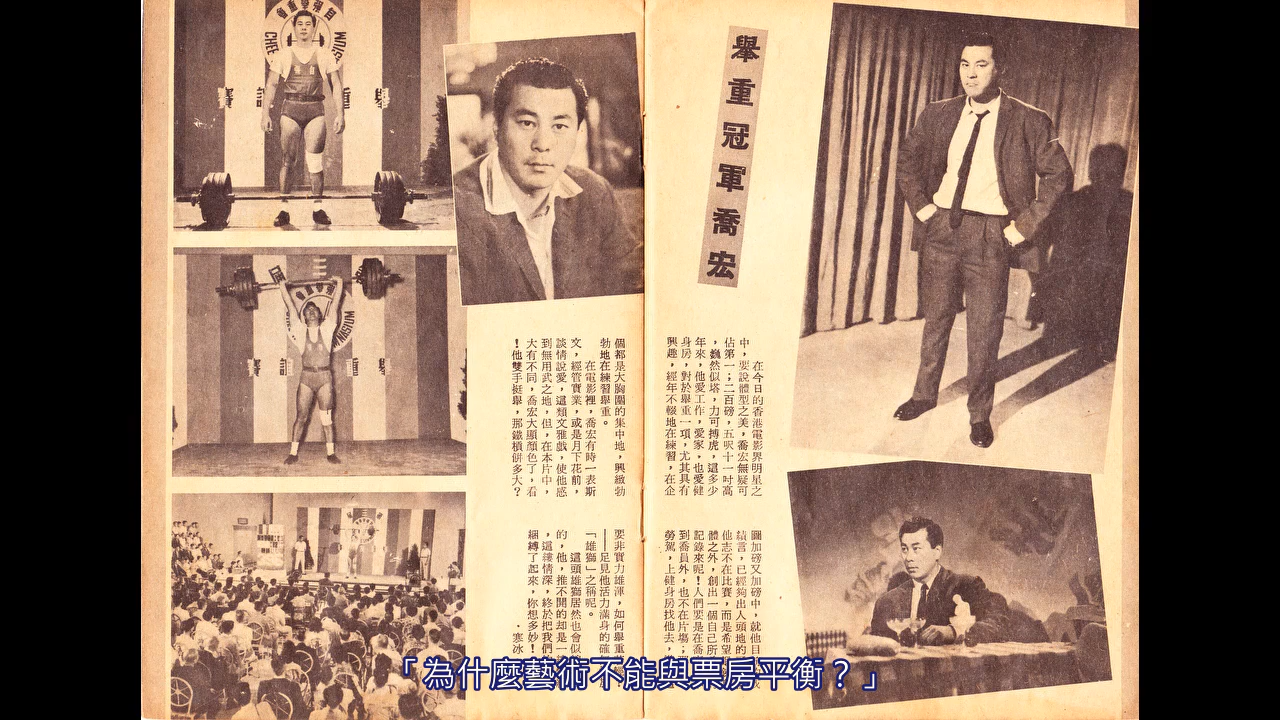 舉重冠軍喬宏
在今日的香港電影界明星之
中,要說體型之美,喬宏無疑可
佔第一;二百磅,五呎十一吋高
,巍然似塔,力可搏虎,這多少
年來,他愛工作,愛家,也愛健
身房,對於舉重一項,尤其具有
興趣,經年不輟地在練習,在企
圖加磅又加磅中,就他目
績言,已經夠出人頭地的
他志不在比賽,而是希望
體之外,創出一個自己所
記錄來呢!人們要是在喬
到喬員外,也不在片場;
勞駕,上健身房找他去,
個都是大胸圍的集中地,興緻勃
勃地在練習舉重。
在電影裡,喬宏有時一表斯
文,經管實業,或是月下花前,
談情說愛,這類文雅戲,使他感
到無用武之地,但,在本片中,
大有不同,喬宏大顯顏色了,看
!他雙手挺舉,那鐵槓餅多大?
要非實力雄渾,如何舉重
——足見他活力滿身的確
「雄獅」之稱呢。
這頭雄獅居然也會似
的,他,推不開的却是一
,這縷情深,終於把我們
綑縛了起來,你想多妙!
·寒冰
CHEE
「為什麼藝術不能與票房平衡?」